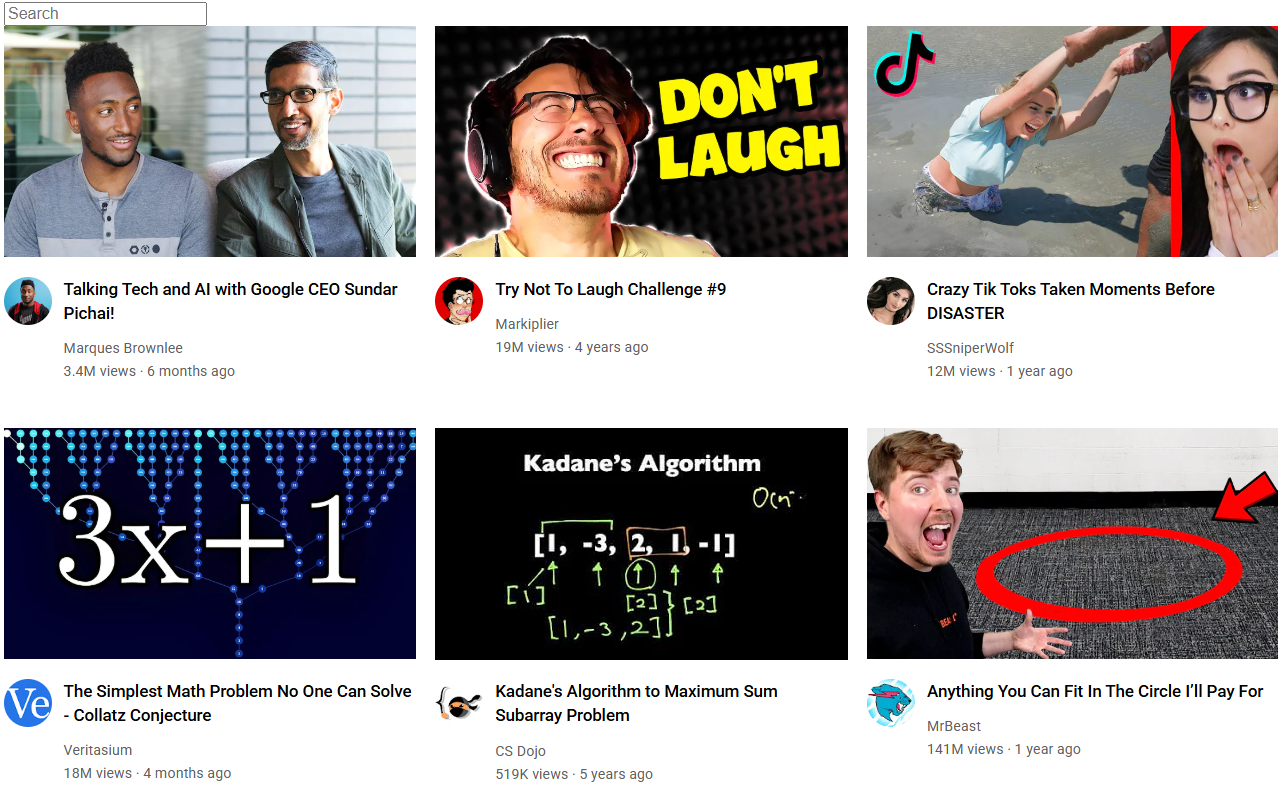 Search
DON'T
LAUGH
Talking Tech and AI with Google CEO Sundar
Pichai!
Marques Brownlee
3.4M views · 6 months ago
Try Not To Laugh Challenge #9
Markiplier
19M views · 4 years ago
Crazy Tik Toks Taken Moments Before
DISASTER
SSSniperWolf
12M views · 1 year ago
3x+1
Kadane's Algorithm
[1, -3, 2, 1, -1]
[1]
[2]
[2]
[1, -3, 2]
Ve
The Simplest Math Problem No One Can Solve
- Collatz Conjecture
Veritasium
18M views · 4 months ago
Kadane's Algorithm to Maximum Sum
Subarray Problem
CS Dojo
519K views · 5 years ago
Anything You Can Fit In The Circle I’ll Pay For
MrBeast
141M views · 1 year ago